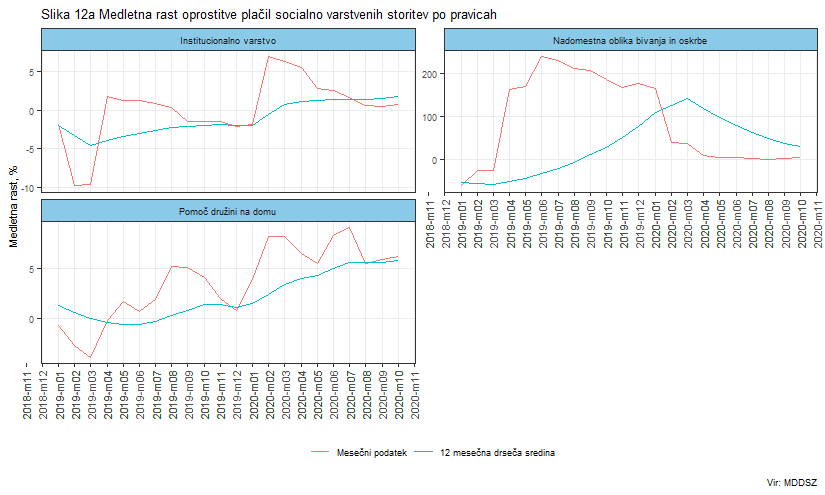 Slika 12a Medletna rast oprostitve plačil socialno varstvenih storitev po pravicah
Institucionalno varstvo
5
0
-5
-10
Nadomestna oblika bivanja in oskrbe
200
100
0
2018-m11
2018-m12
2019-m01
2019-m02
2019-m03
2019-m04
2019-m05
2019-m06
2019-m07
2019-m08
2019-m09
2019-m10
2019-m11
2019-m12
2020-m01
2020-m02
2020-m03
2020-m04
2020-m05
2020-m06
2020-m07
2020-m08
2020-m09
2020-m10
2020-m11
Medletna rast, %
Pomoč družini na domu
5
0
2018-m11
2018-m12
2019-m01
2019-m02
2019-m03
2019-m04
2019-m05
2019-m06
2019-m07
2019-m08
2019-m09
2019-m10
2019-m11
2019-m12
2020-m01
2020-m02
2020-m03
2020-m04
2020-m05
2020-m06
2020-m07
2020-m08
2020-m09
2020-m10
2020-m11
Mesečni podatek
12 mesečna drseča sredina
Vir: MDDSZ